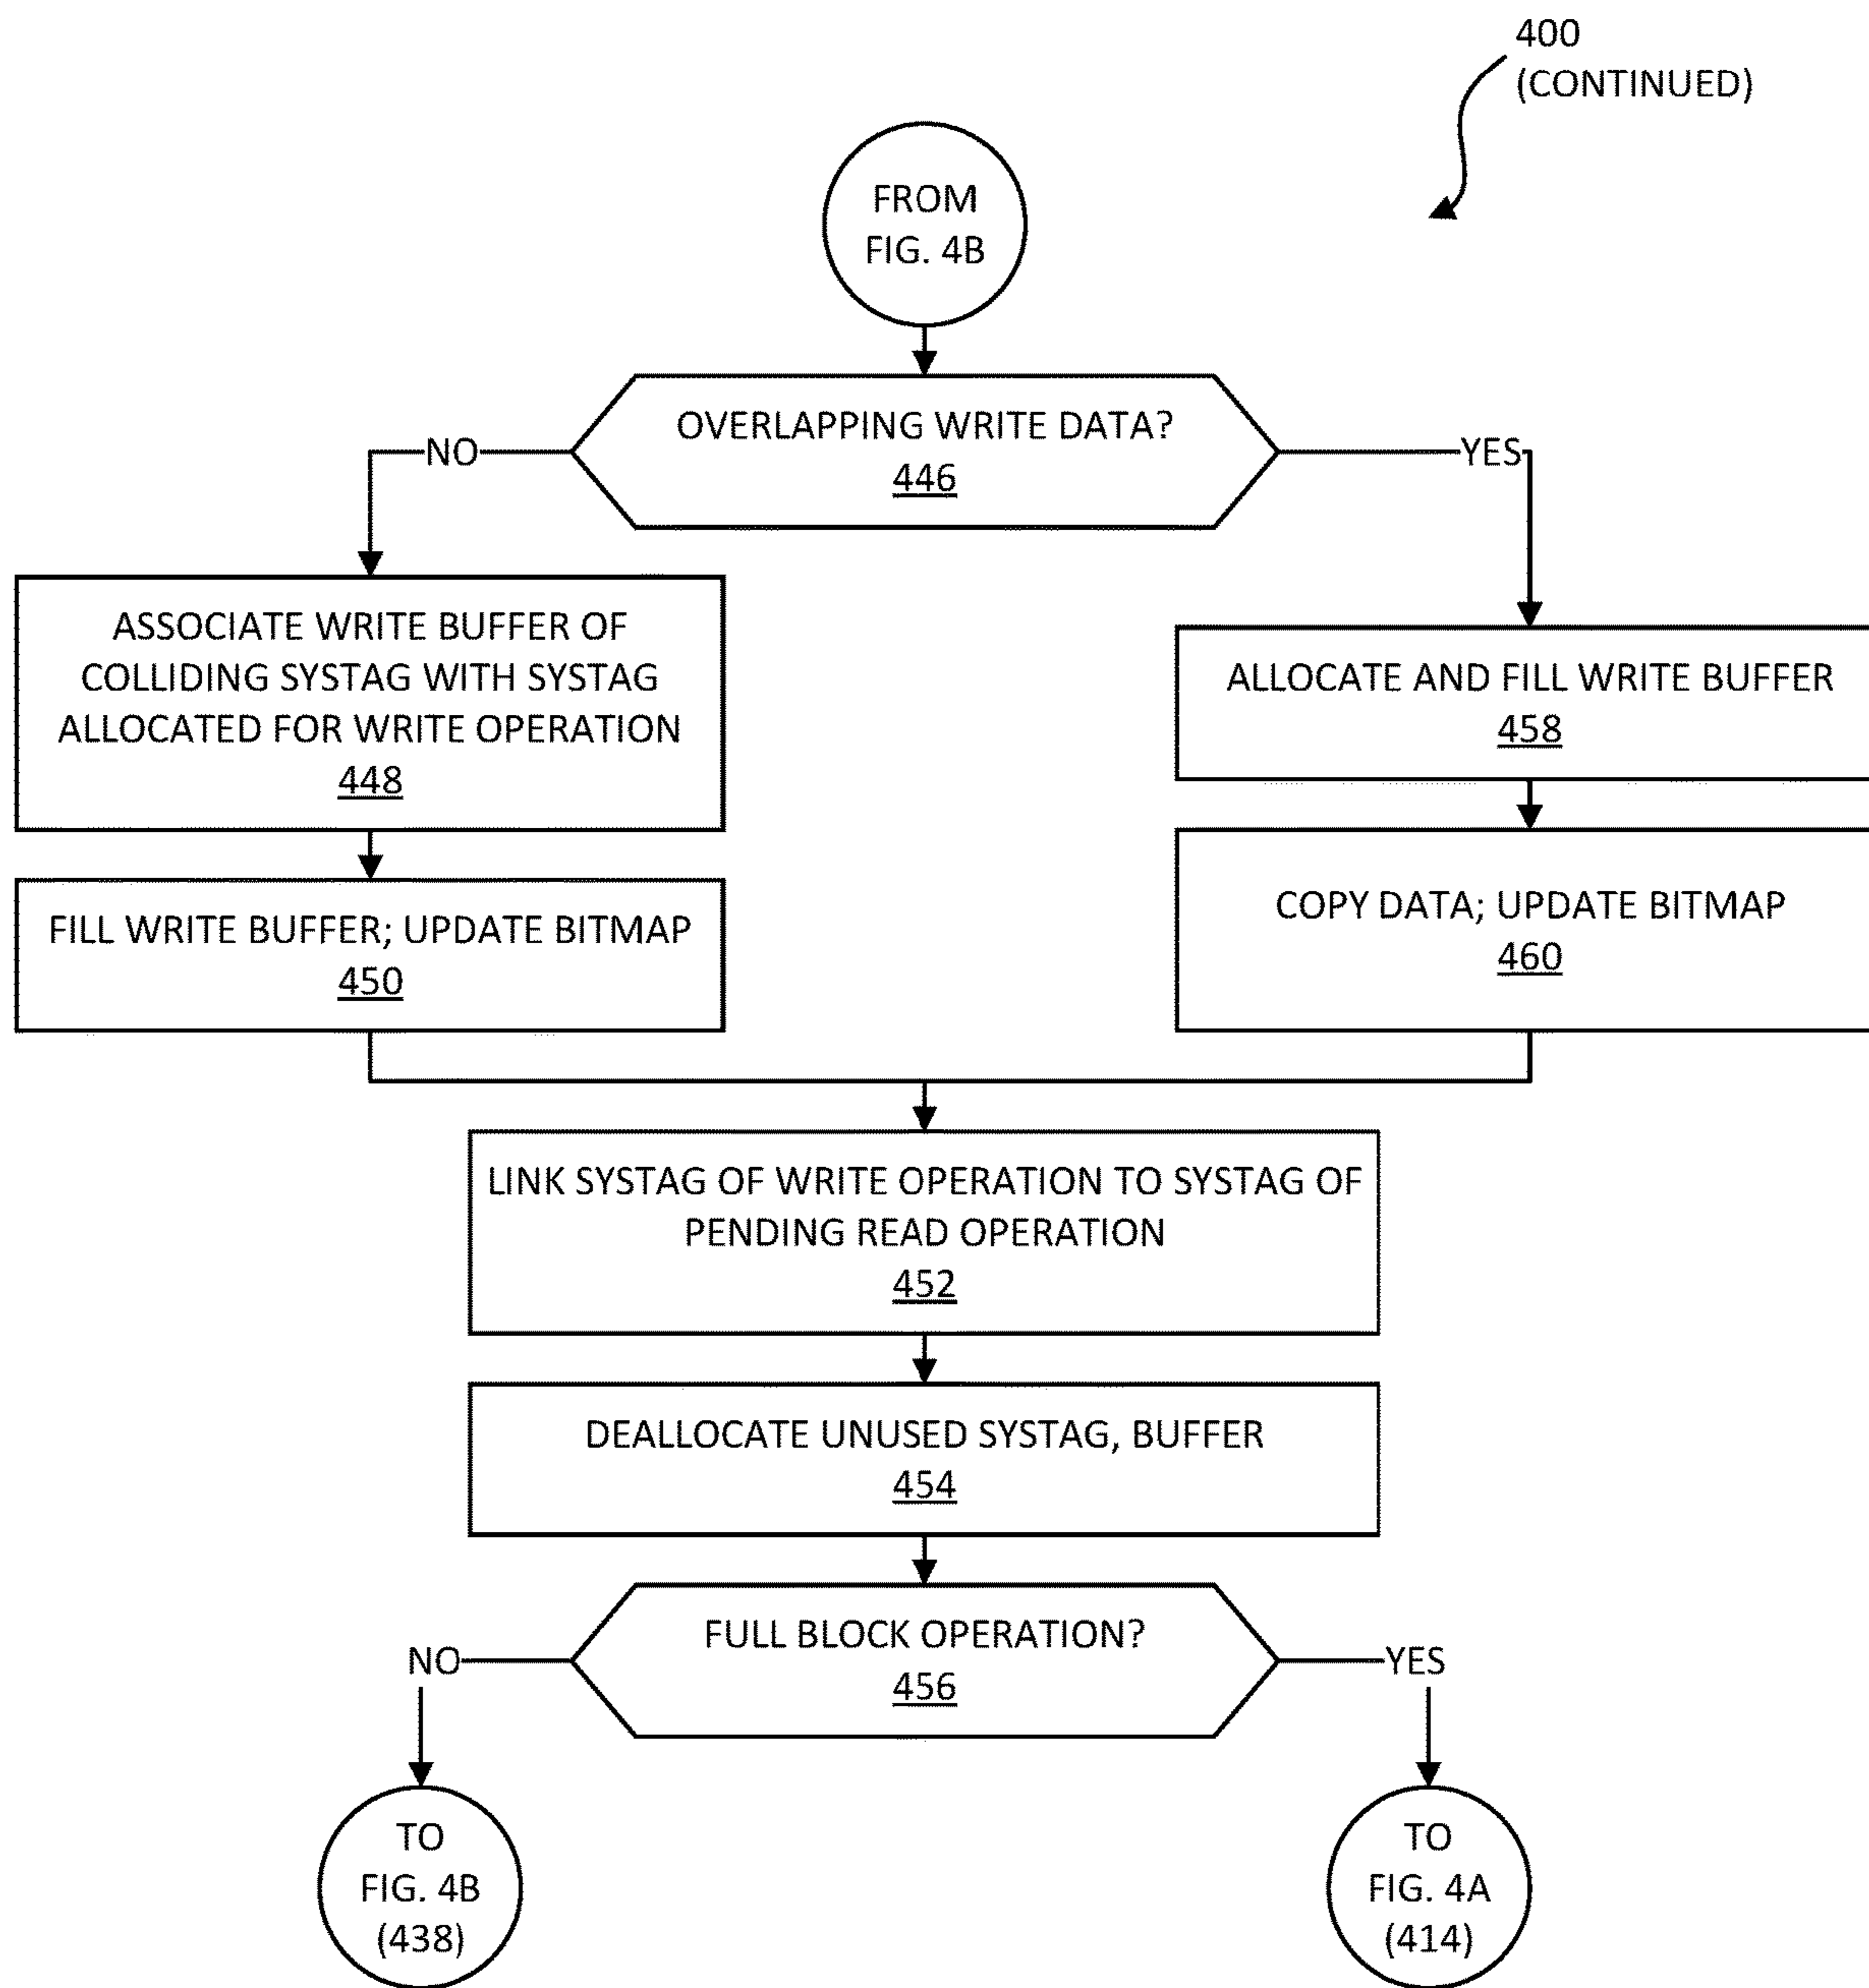 400
(CONTINUED)
FROM
FIG. 4B
OVERLAPPING WRITE DATA?
446
NO
YES
ASSOCIATE WRITE BUFFER OF
COLLIDING SYSTAG WITH SYSTAG
ALLOCATED FOR WRITE OPERATION
448
ALLOCATE AND FILL WRITE BUFFER
458
FILL WRITE BUFFER; UPDATE BITMAP
450
COPY DATA; UPDATE BITMAP
460
LINK SYSTAG OF WRITE OPERATION TO SYSTAG OF
PENDING READ OPERATION
452
DEALLOCATE UNUSED SYSTAG, BUFFER
454
FULL BLOCK OPERATION?
456
NO
YES
TO
FIG. 4B
(438)
TO
FIG. 4A
(414)